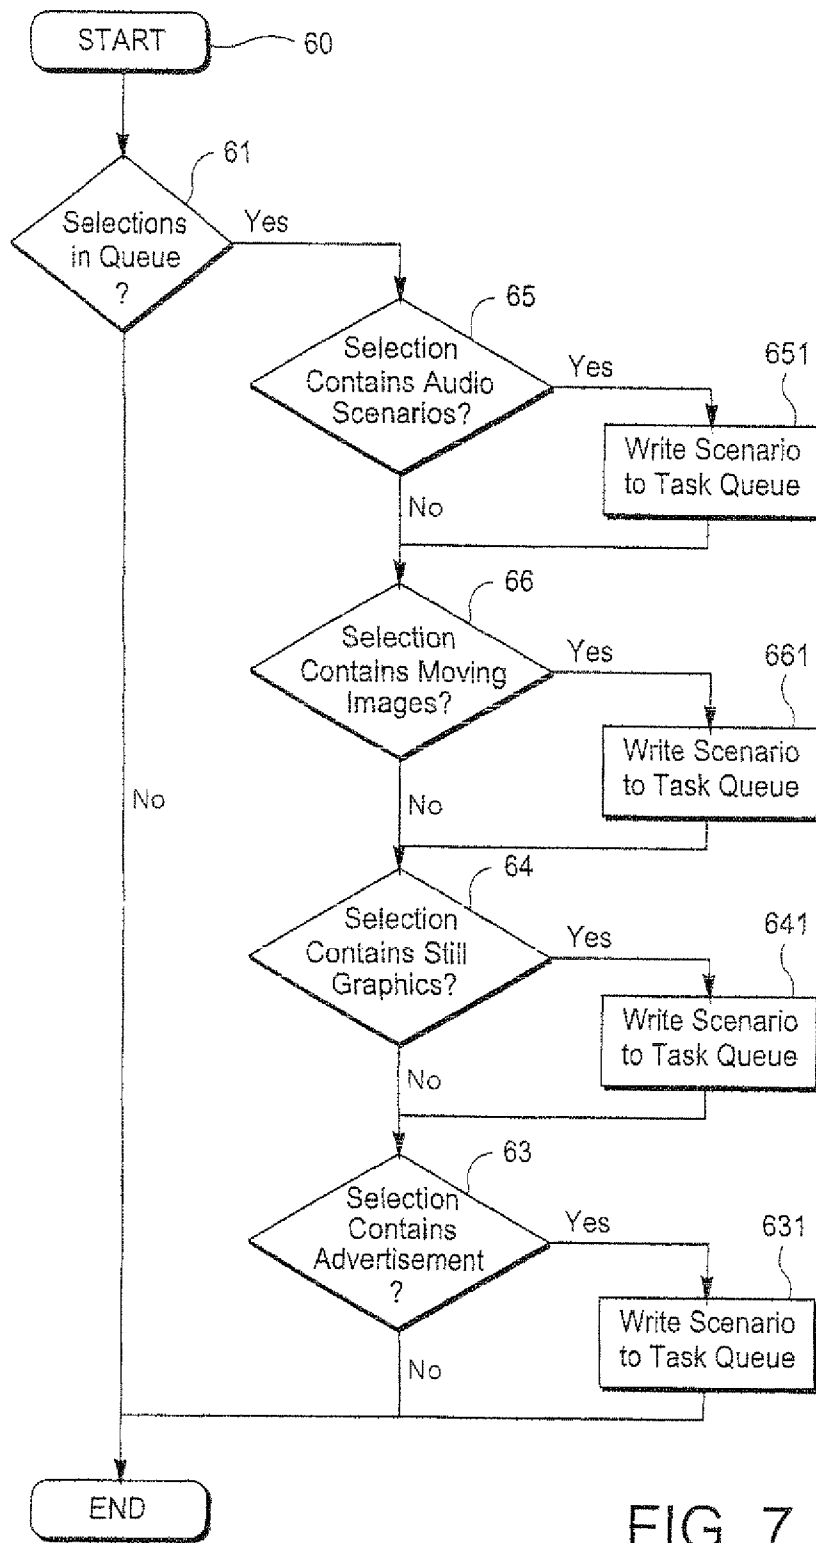 START
60
61
Selections
in Queue
?
Yes
65
Selection
Contains Audio
Scenarios?
Yes
651
Write Scenario
to Task Queue
No
66
Selection
Contains Moving
Images?
Yes
661
Write Scenario
to Task Queue
No
No
64
Selection
Contains Still
Graphics?
Yes
641
Write Scenario
to Task Queue
No
63
Selection
Contains
Advertisement
?
Yes
631
Write Scenario
to Task Queue
No
END
FIG. 7